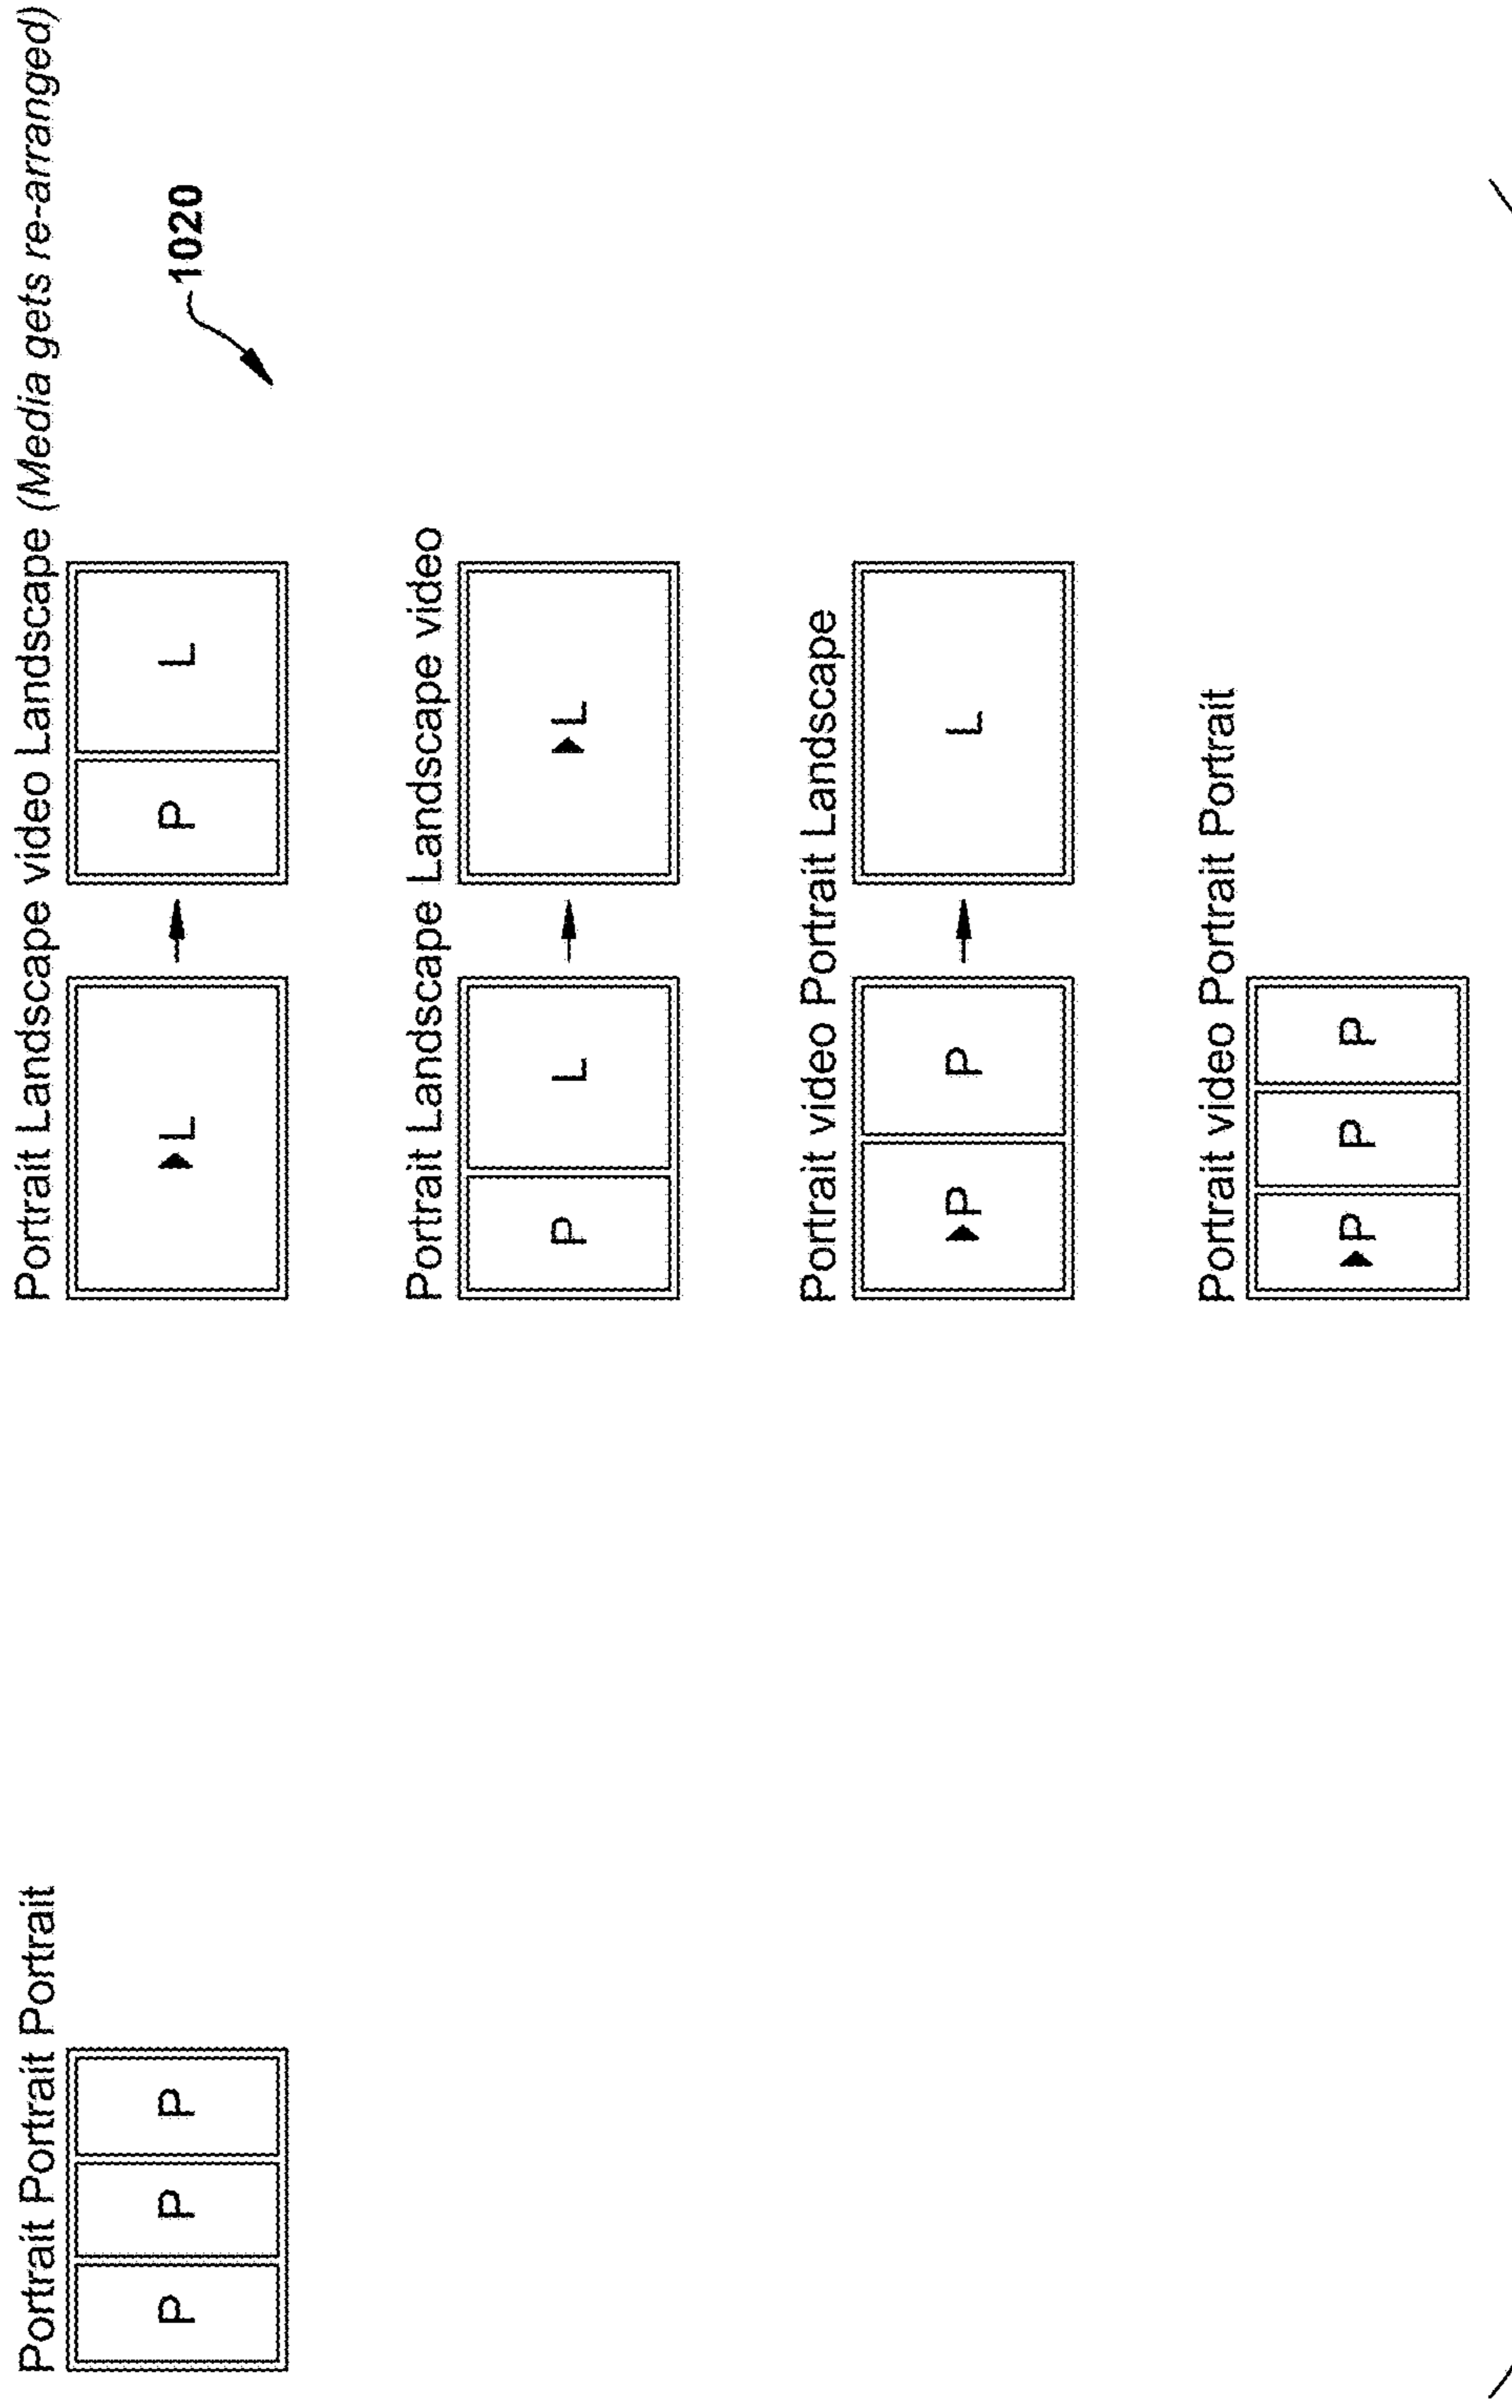 Portrait Portrait Portrait
P P P
Portrait Landscape video Landscape (Media gets re-arranged)
▶L P L
1020
Portrait Landscape Landscape video
P L ▶L
Portrait video Portrait Landscape
▶P P L
Portrait video Portrait Portrait
▶P P P